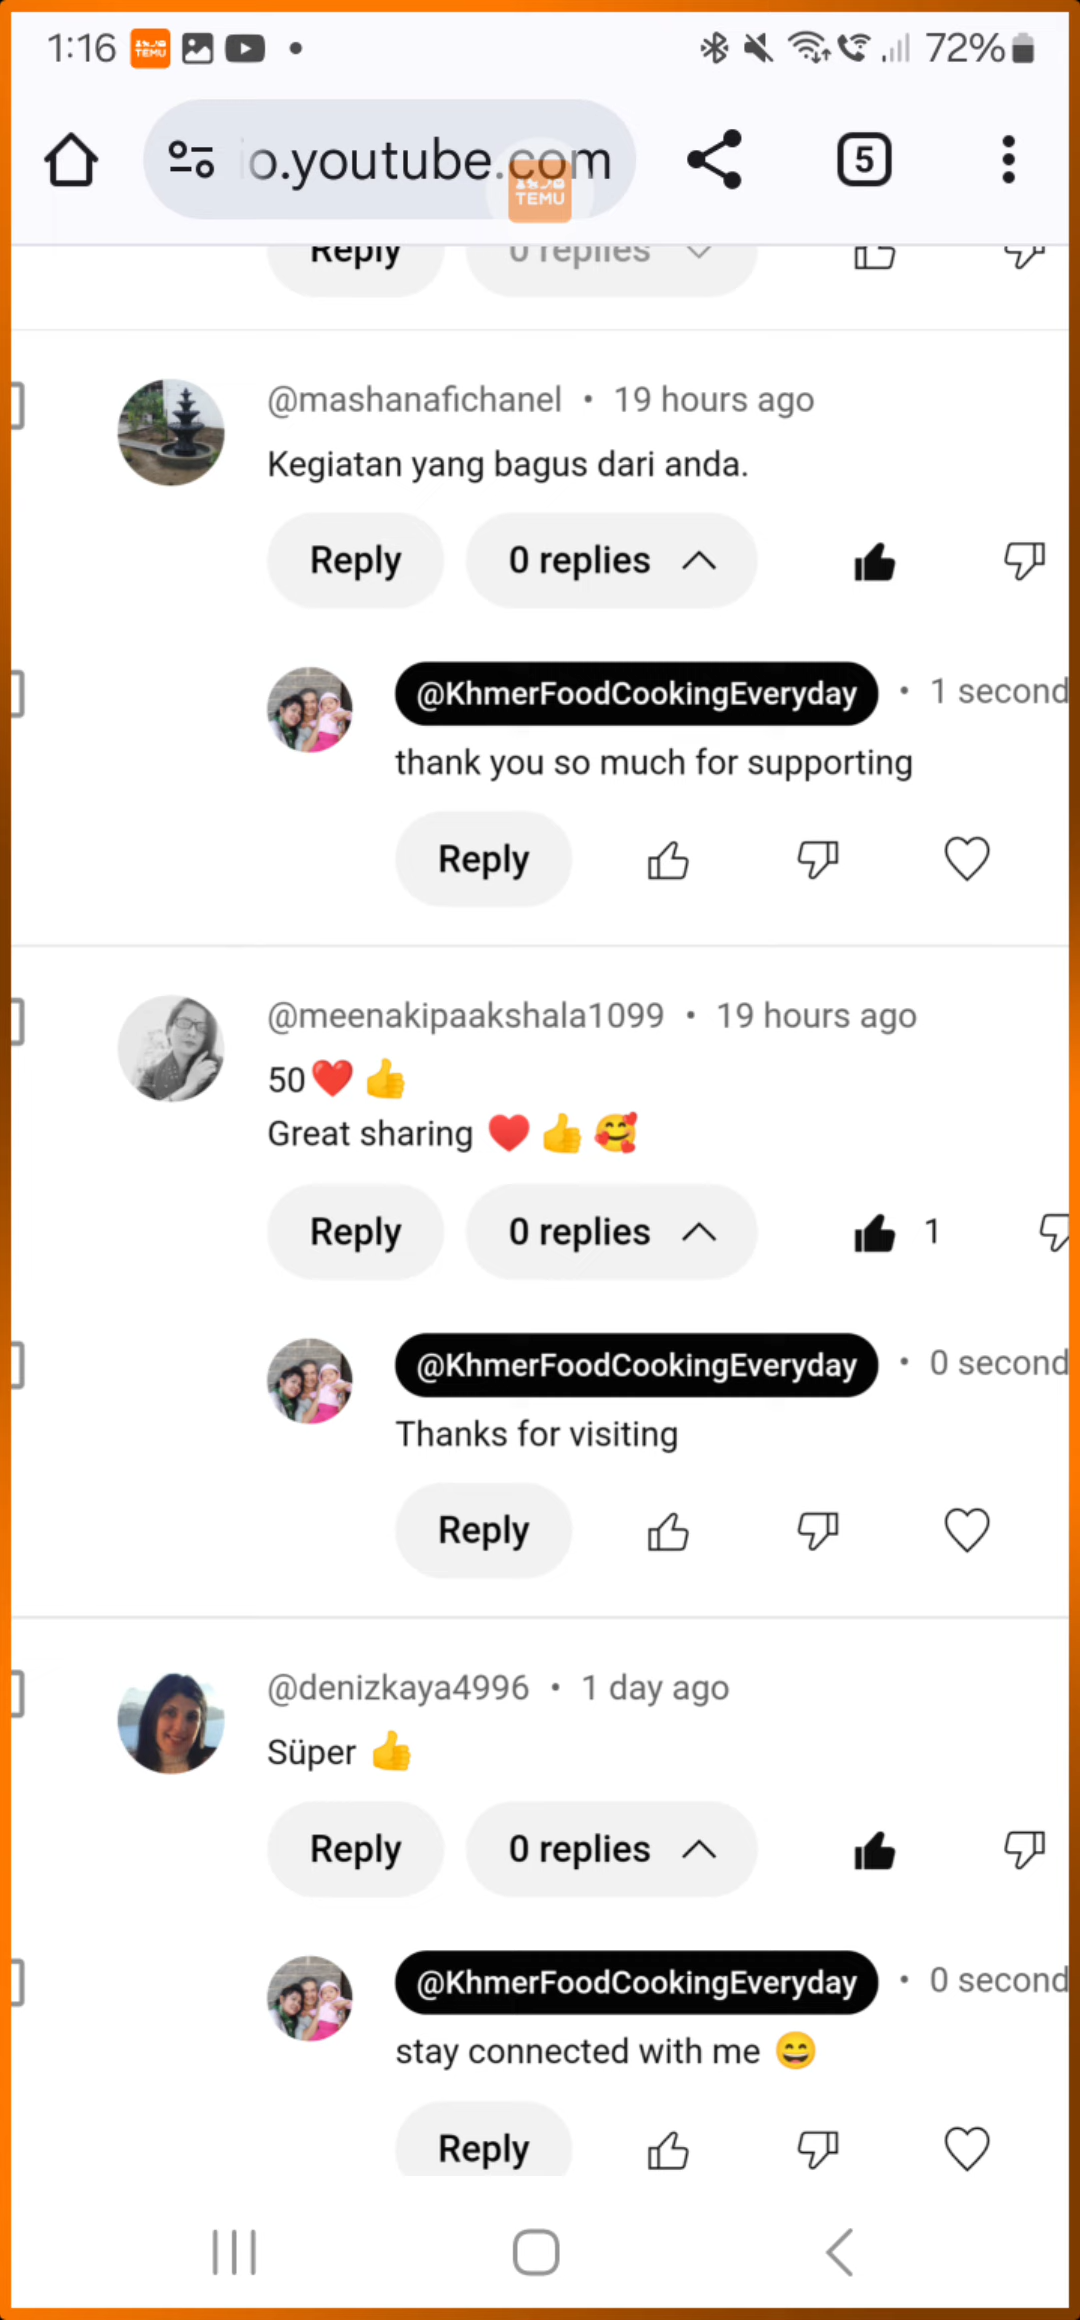 1:16 TEMU 72%
io.youtube.com 5
TEMU
Reply 0 replies
@mashanafichanel • 19 hours ago
Kegiatan yang bagus dari anda.
Reply 0 replies
@KhmerFoodCookingEveryday • 1 second
thank you so much for supporting
Reply
@meenakipaakshala1099 • 19 hours ago
50❤️👍
Great sharing ♥️👍🥰
Reply 0 replies 1
@KhmerFoodCookingEveryday • 0 second
Thanks for visiting
Reply
@denizkaya4996 • 1 day ago
Süper 👍
Reply 0 replies
@KhmerFoodCookingEveryday • 0 second
stay connected with me 😄
Reply